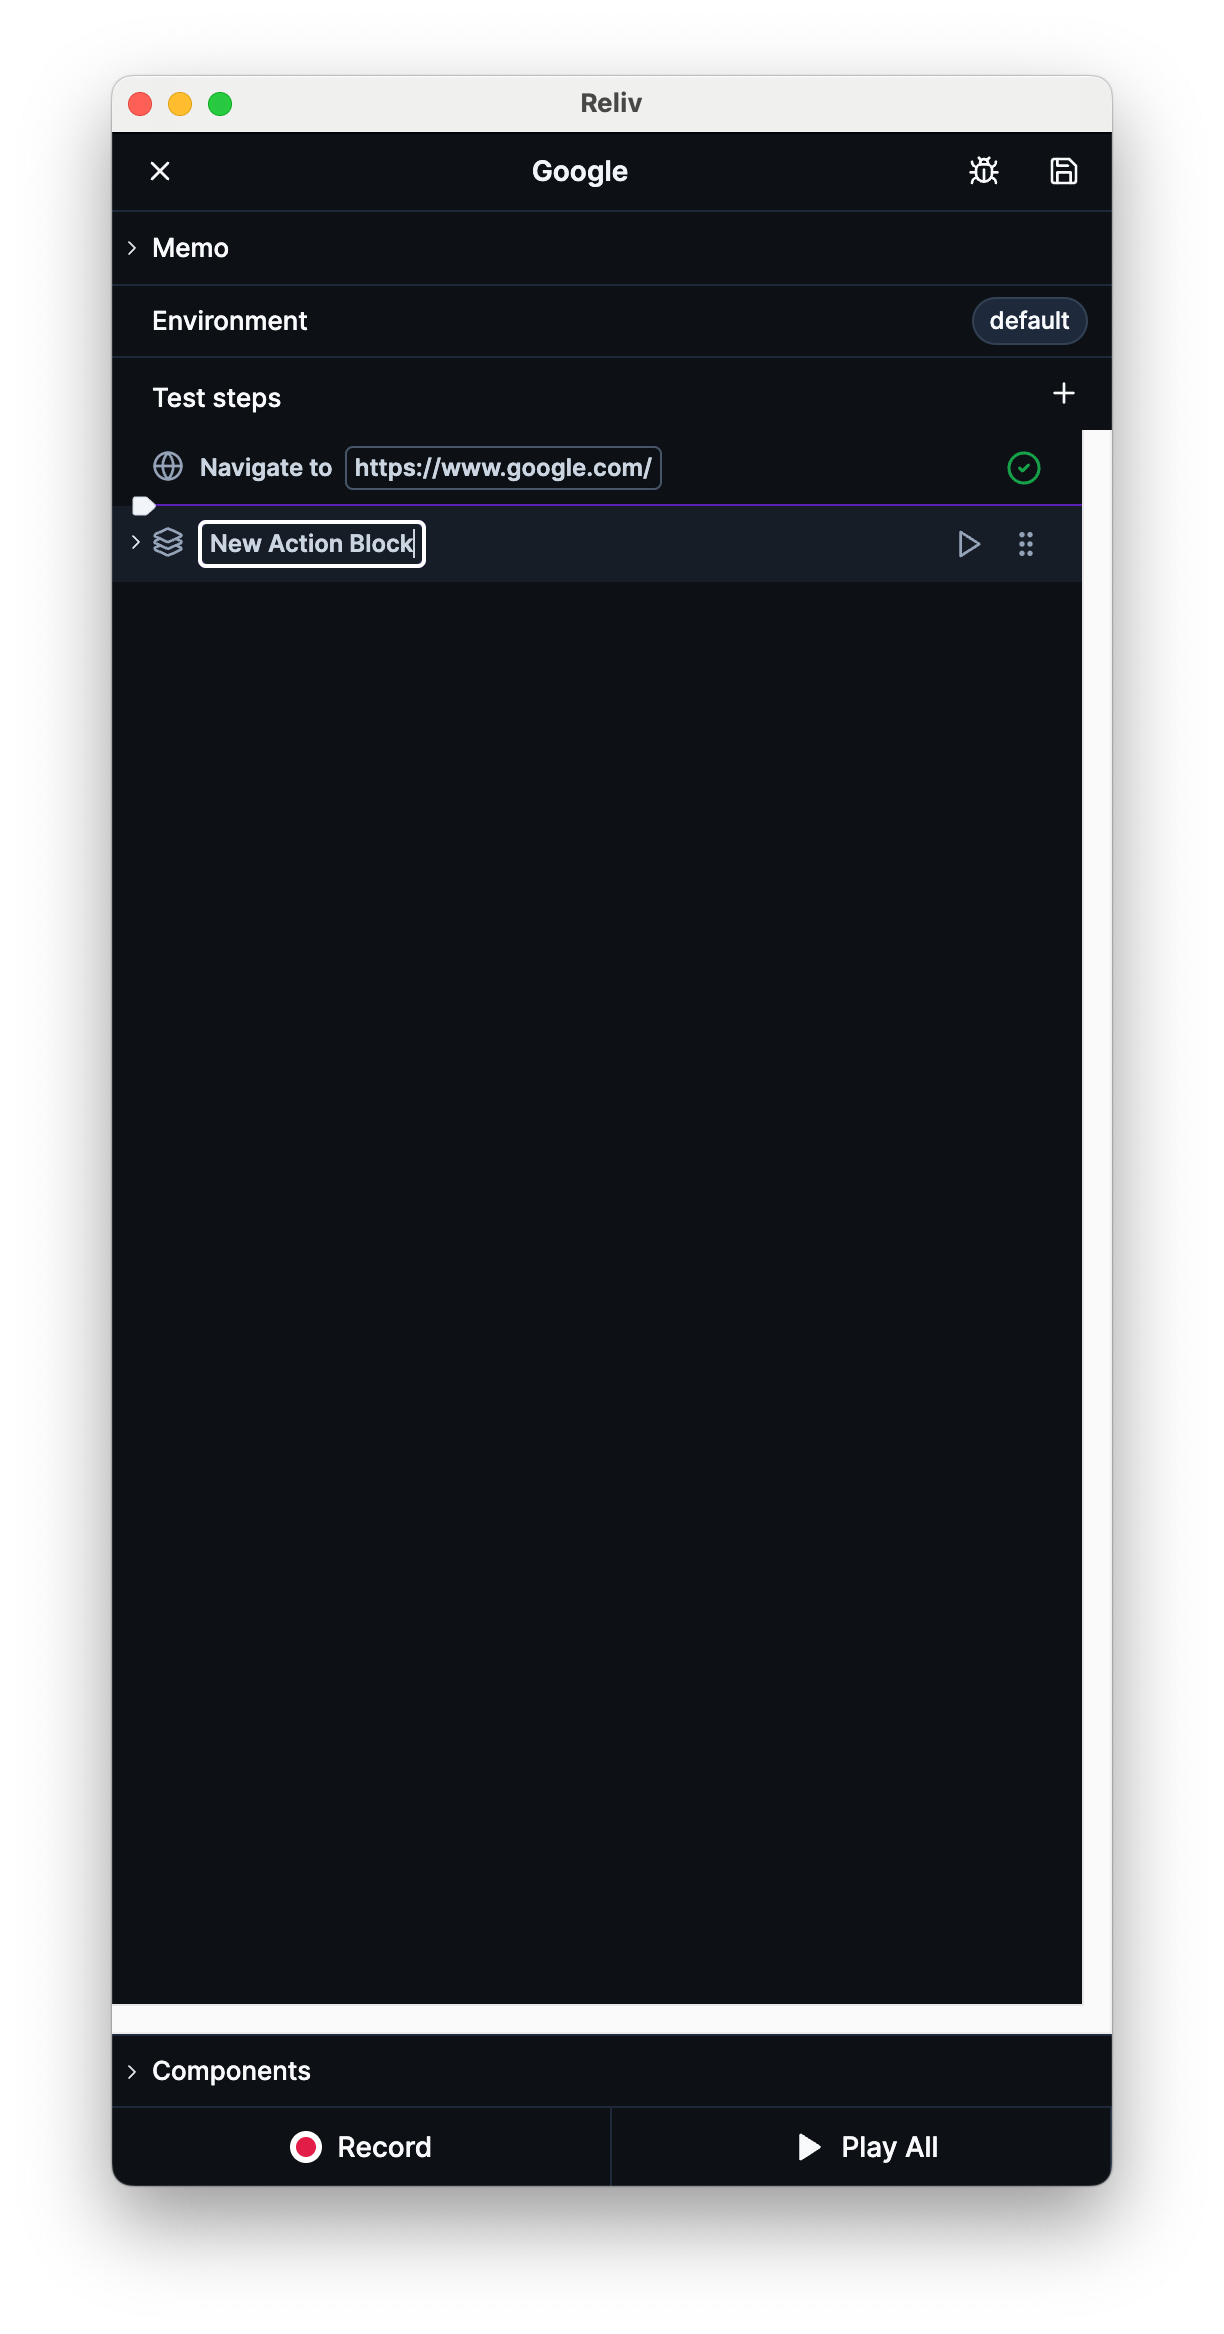 Reliv
Google
Memo
Environment
default
Test steps
Navigate to https://www.google.com/
New Action Block
Components
Record
Play All